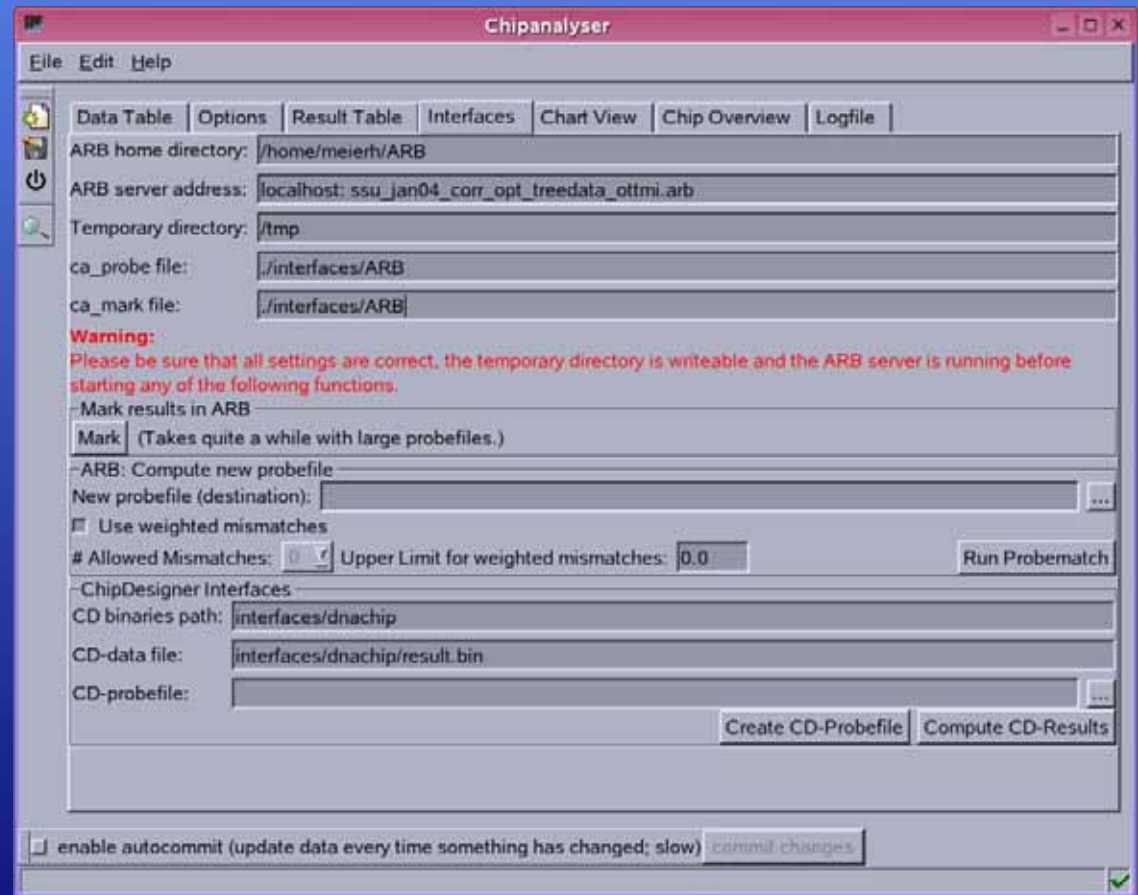 Chipanalyser
File Edit Help
Data Table Options Result Table Interfaces Chart View Chip Overview Logfile
ARB home directory: /home/meierh/ARB
ARB server address: localhost: ssu_jan04_corr_opt_treedata_ottmi.arb
Temporary directory: /tmp
ca_probe file: ./interfaces/ARB
ca_mark file: ./interfaces/ARB
Warning:
Please be sure that all settings are correct, the temporary directory is writeable and the ARB server is running before
starting any of the following functions.
Mark results in ARB
Mark (Takes quite a while with large probefiles.)
ARB: Compute new probefile
New probefile (destination): ...
Use weighted mismatches
# Allowed Mismatches: 0 Upper Limit for weighted mismatches: 0.0 Run Probematch
ChipDesigner Interfaces
CD binaries path: interfaces/dnachip
CD-data file: interfaces/dnachip/result.bin
CD-probefile: ...
Create CD-Probefile Compute CD-Results
enable autocommit (update data every time something has changed; slow) commit changes